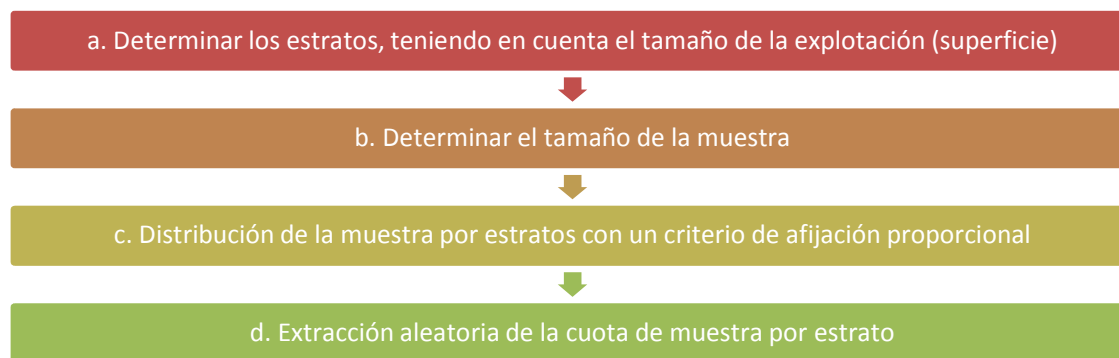 a. Determinar los estratos, teniendo en cuenta el tamaño de la explotación (superficie)
b. Determinar el tamaño de la muestra
c. Distribución de la muestra por estratos con un criterio de afijación proporcional
d. Extracción aleatoria de la cuota de muestra por estrato